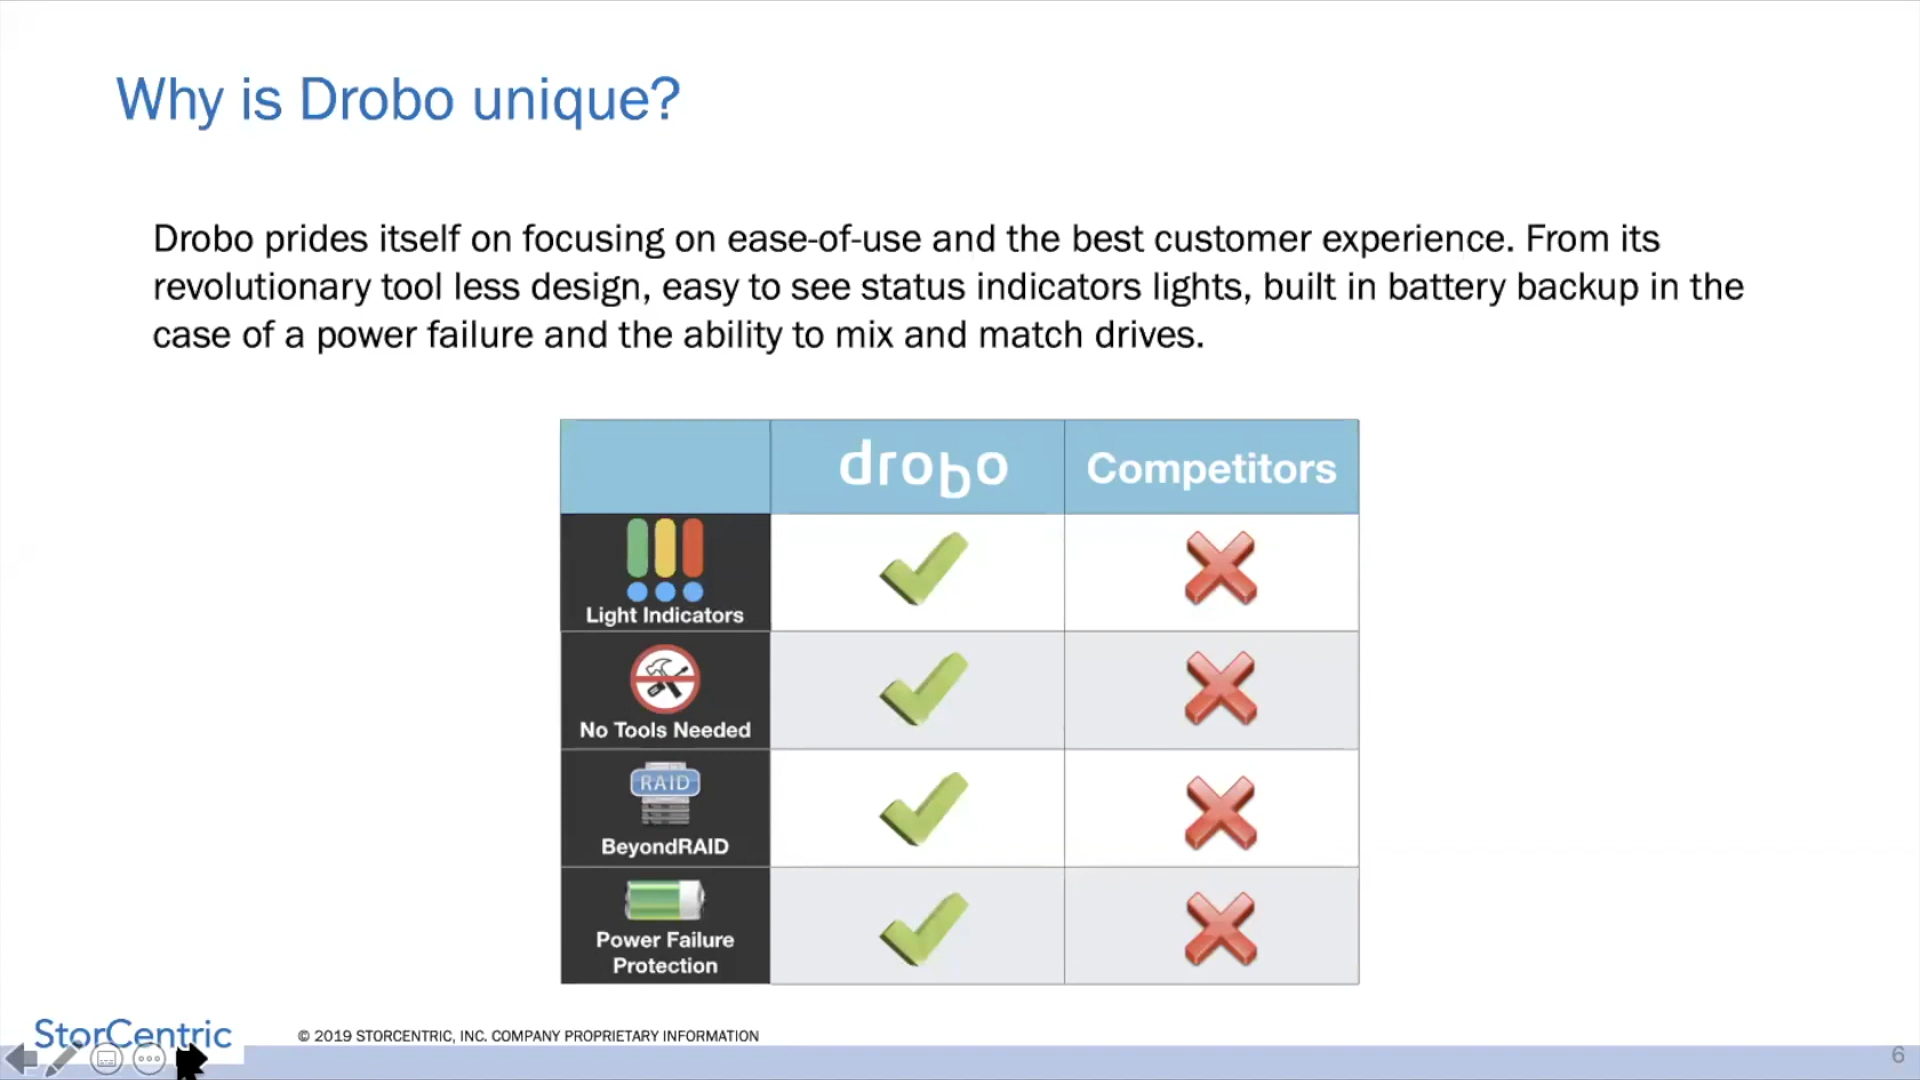 Why is Drobo unique?
Drobo prides itself on focusing on ease-of-use and the best customer experience. From its
revolutionary tool less design, easy to see status indicators lights, built in battery backup in the
case of a power failure and the ability to mix and match drives.
drobo
Competitors
Light Indicators
No Tools Needed
RAID
BeyondRAID
Power Failure
Protection
StorCentric
© 2019 STORCENTRIC, INC. COMPANY PROPRIETARY INFORMATION
6